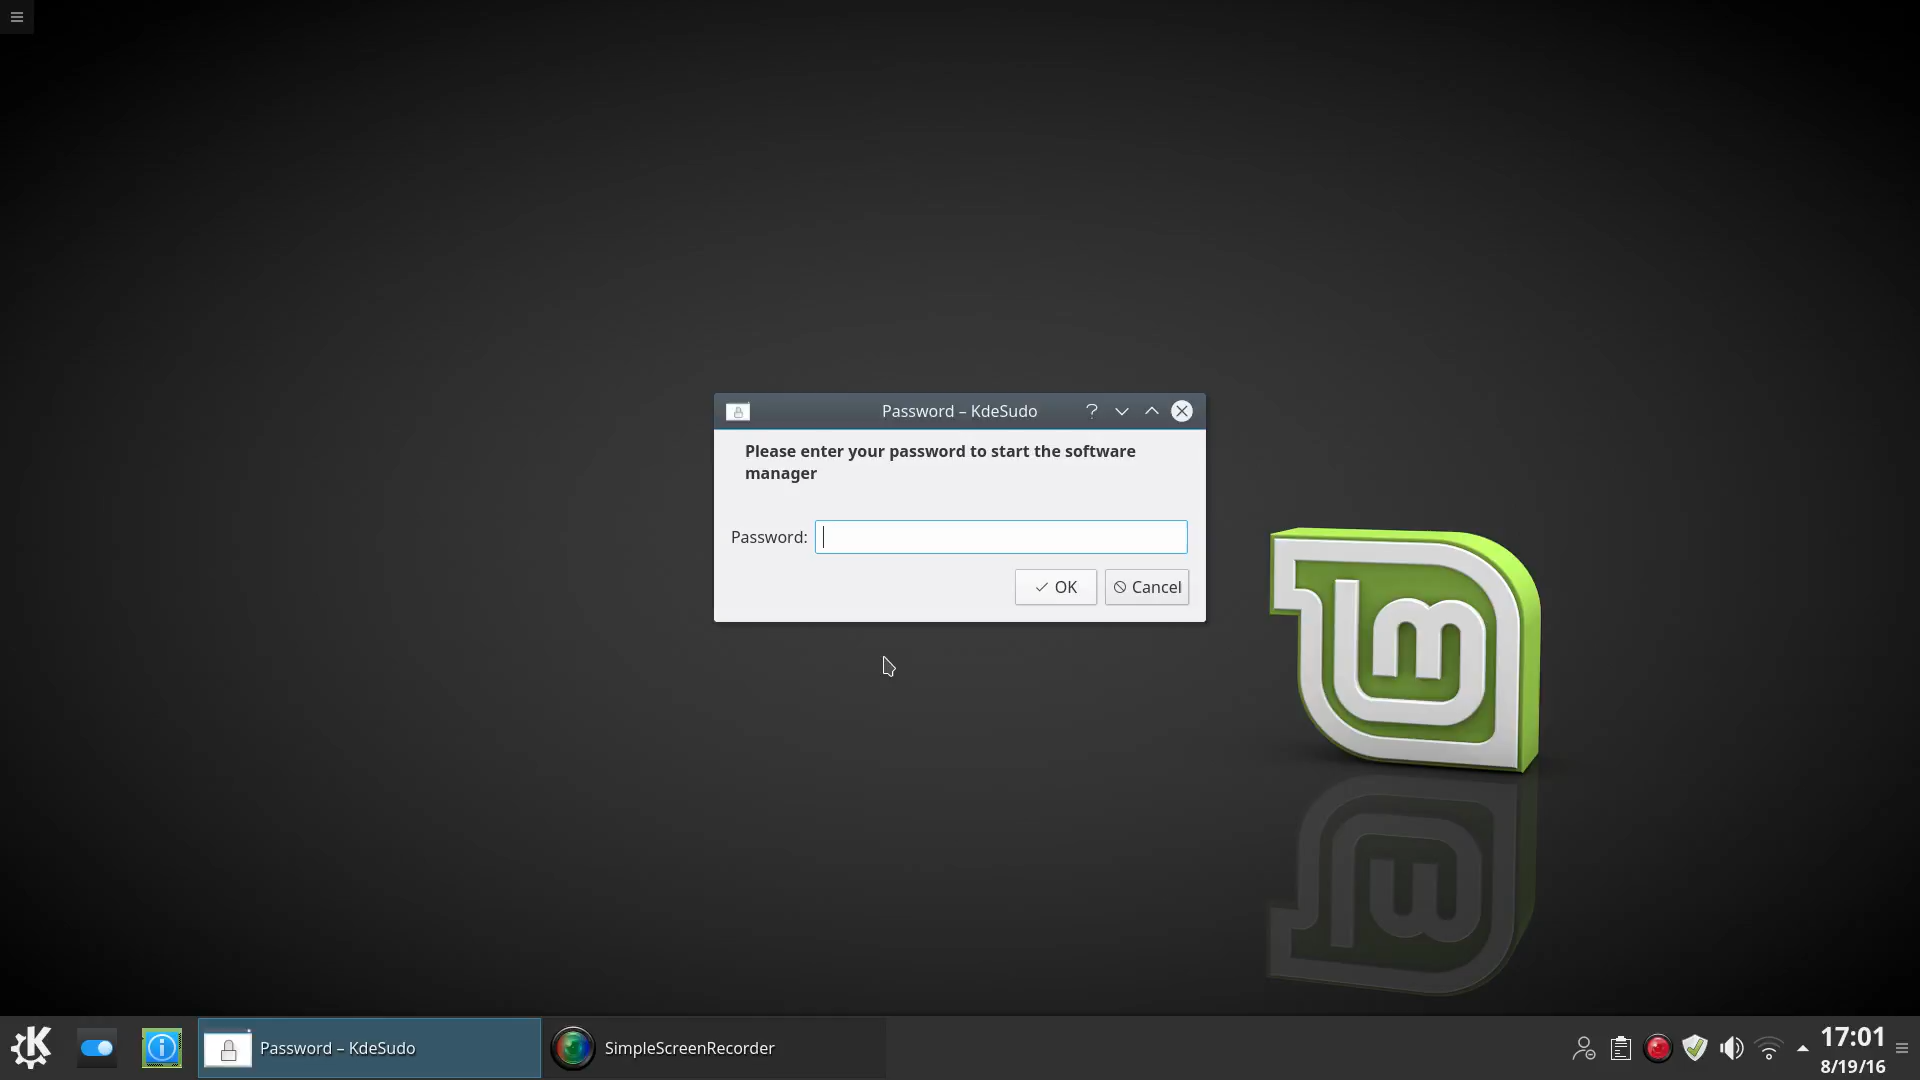 Password – KdeSudo
Please enter your password to start the software
manager
Password:
OK
Cancel
Password – KdeSudo
SimpleScreenRecorder
17:01
8/19/16